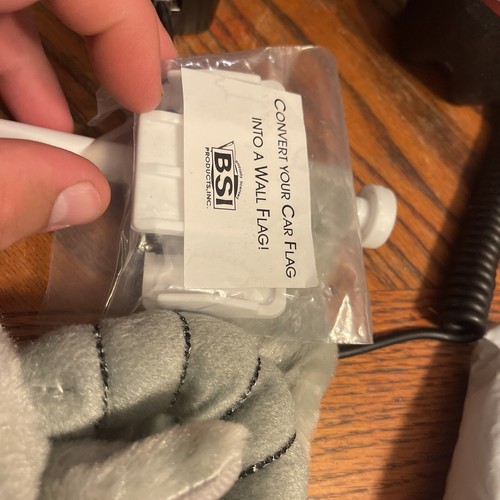 CONVERT YOUR CAR FLAG
INTO A WALL FLAG!
BSI
PRODUCTS, INC.